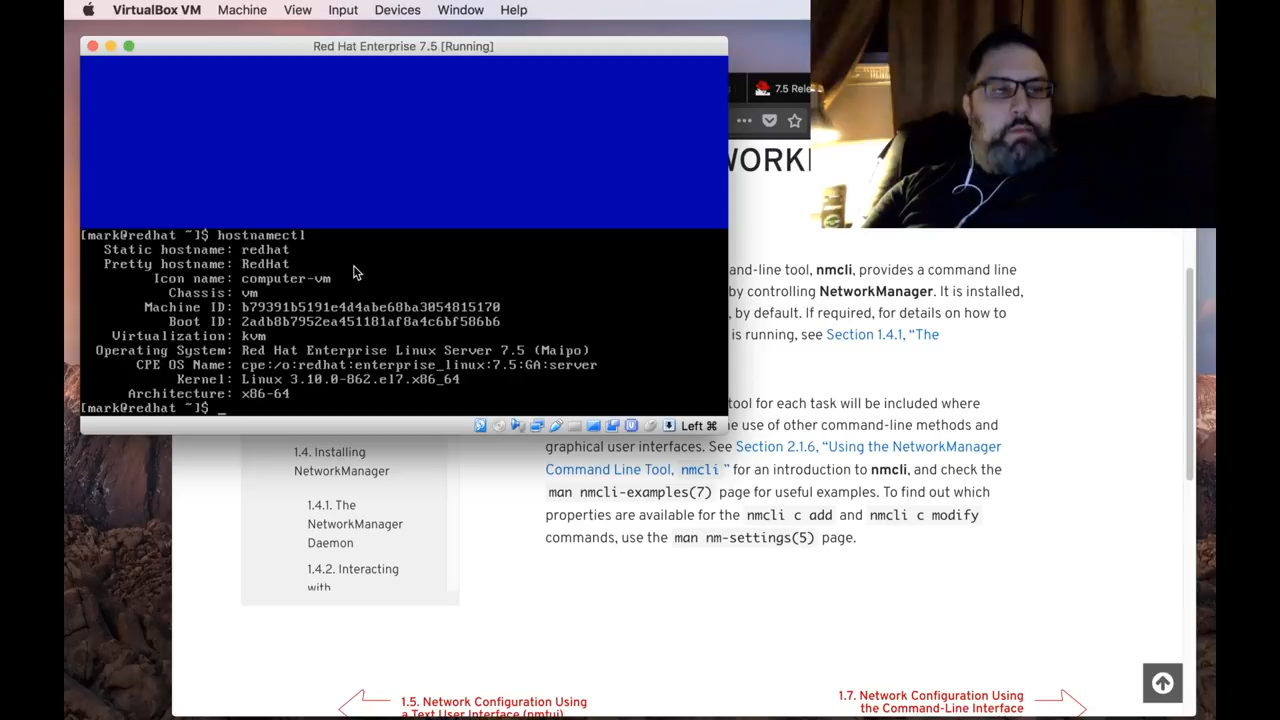 VirtualBox VM Machine View Input Devices Window Help
Red Hat Enterprise 7.5 [Running]
7.5 Rele
WORKI
[mark@redhat ~]$ hostnamectl
Static hostname: redhat
Pretty hostname: RedHat
Icon name: computer-vm
Chassis: vm
Machine ID: b79391b5191e4d4abe68ba3054815170
Boot ID: 2adb8b7952ea451181af8a4c6bf586b6
Virtualization: kvm
Operating System: Red Hat Enterprise Linux Server 7.5 (Maipo)
CPE OS Name: cpe:/o:redhat:enterprise_linux:7.5:GA:server
Kernel: Linux 3.10.0-862.el7.x86_64
Architecture: x86-64
[mark@redhat ~]$ _
Left ⌘
and-line tool, nmcli, provides a command line
by controlling NetworkManager. It is installed,
, by default. If required, for details on how to
is running, see Section 1.4.1, “The
tool for each task will be included where
e use of other command-line methods and
graphical user interfaces. See Section 2.1.6, “Using the NetworkManager
Command Line Tool, nmcli ” for an introduction to nmcli, and check the
man nmcli-examples(7) page for useful examples. To find out which
properties are available for the nmcli c add and nmcli c modify
commands, use the man nm-settings(5) page.
1.4. Installing
NetworkManager
1.4.1. The
NetworkManager
Daemon
1.4.2. Interacting
with
1.5. Network Configuration Using
a Text User Interface (nmtui)
1.7. Network Configuration Using
the Command-Line Interface